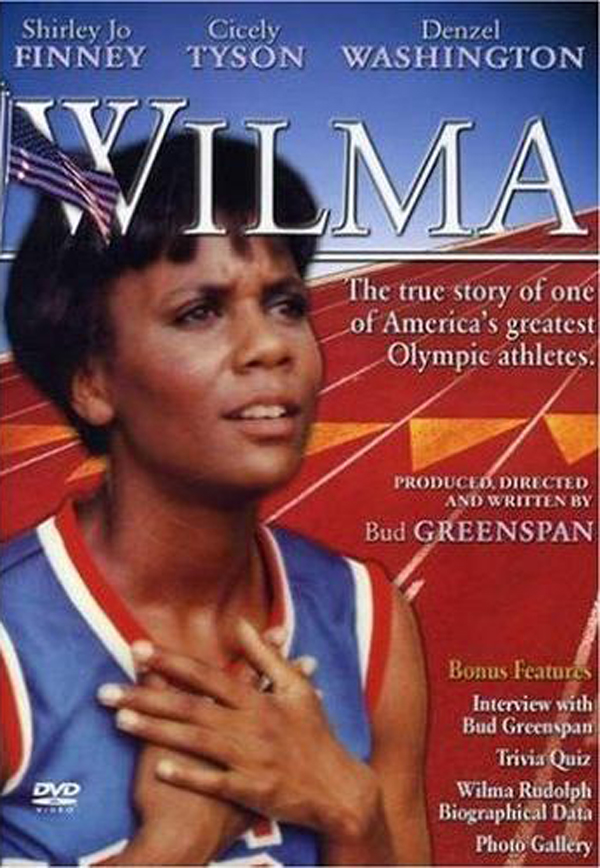 Shirley Jo Cicely Denzel
FINNEY TYSON WASHINGTON
WILMA
The true story of one
of America's greatest
Olympic athletes.
PRODUCED, DIRECTED
AND WRITTEN BY
Bud GREENSPAN
Bonus Features
Interview with
Bud Greenspan
Trivia Quiz
Wilma Rudolph
Biographical Data
Photo Gallery
DVD
VIDEO